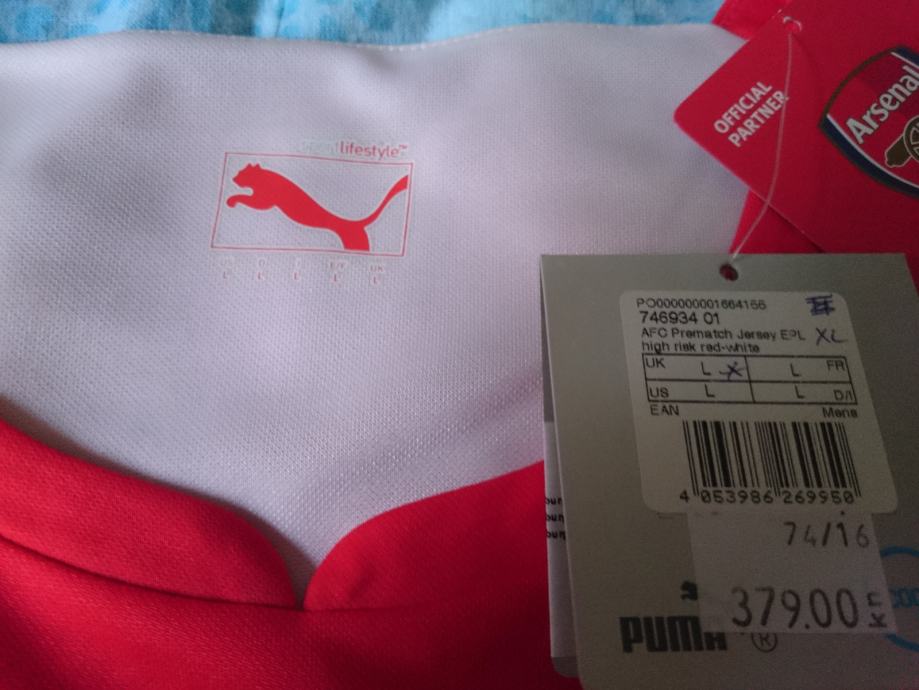 lifestyle™
UK
L L L L L
OFFICIAL
PARTNER
Arsenal
PO000000001664156
746934 01
AFC Prematch Jersey EPL XL
high risk red-white
UK L L FR
US L L D/I
EAN Mens
4 053986 269950
74/16
379.00 kn
PUMA®